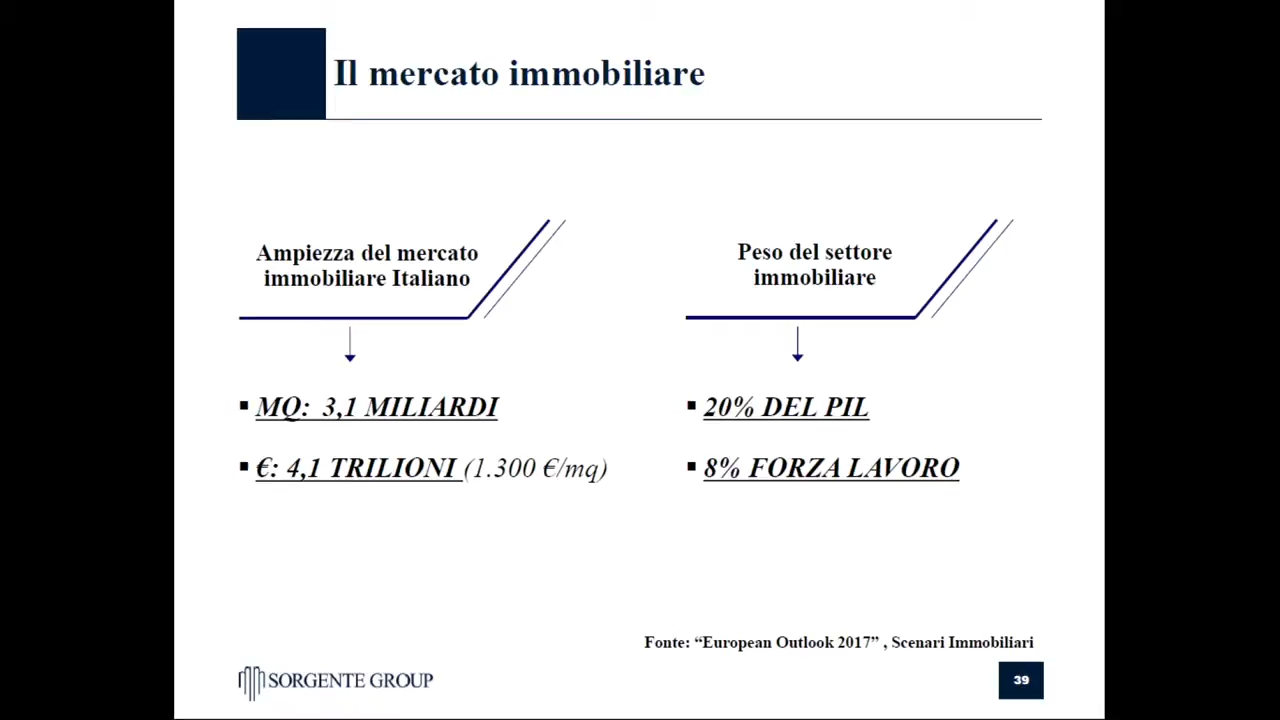 Il mercato immobiliare
Ampiezza del mercato
immobiliare Italiano
▪ MQ: 3,1 MILIARDI
▪ €: 4,1 TRILIONI (1.300 €/mq)
Peso del settore
immobiliare
▪ 20% DEL PIL
▪ 8% FORZA LAVORO
Fonte: “European Outlook 2017” , Scenari Immobiliari
SORGENTE GROUP
39